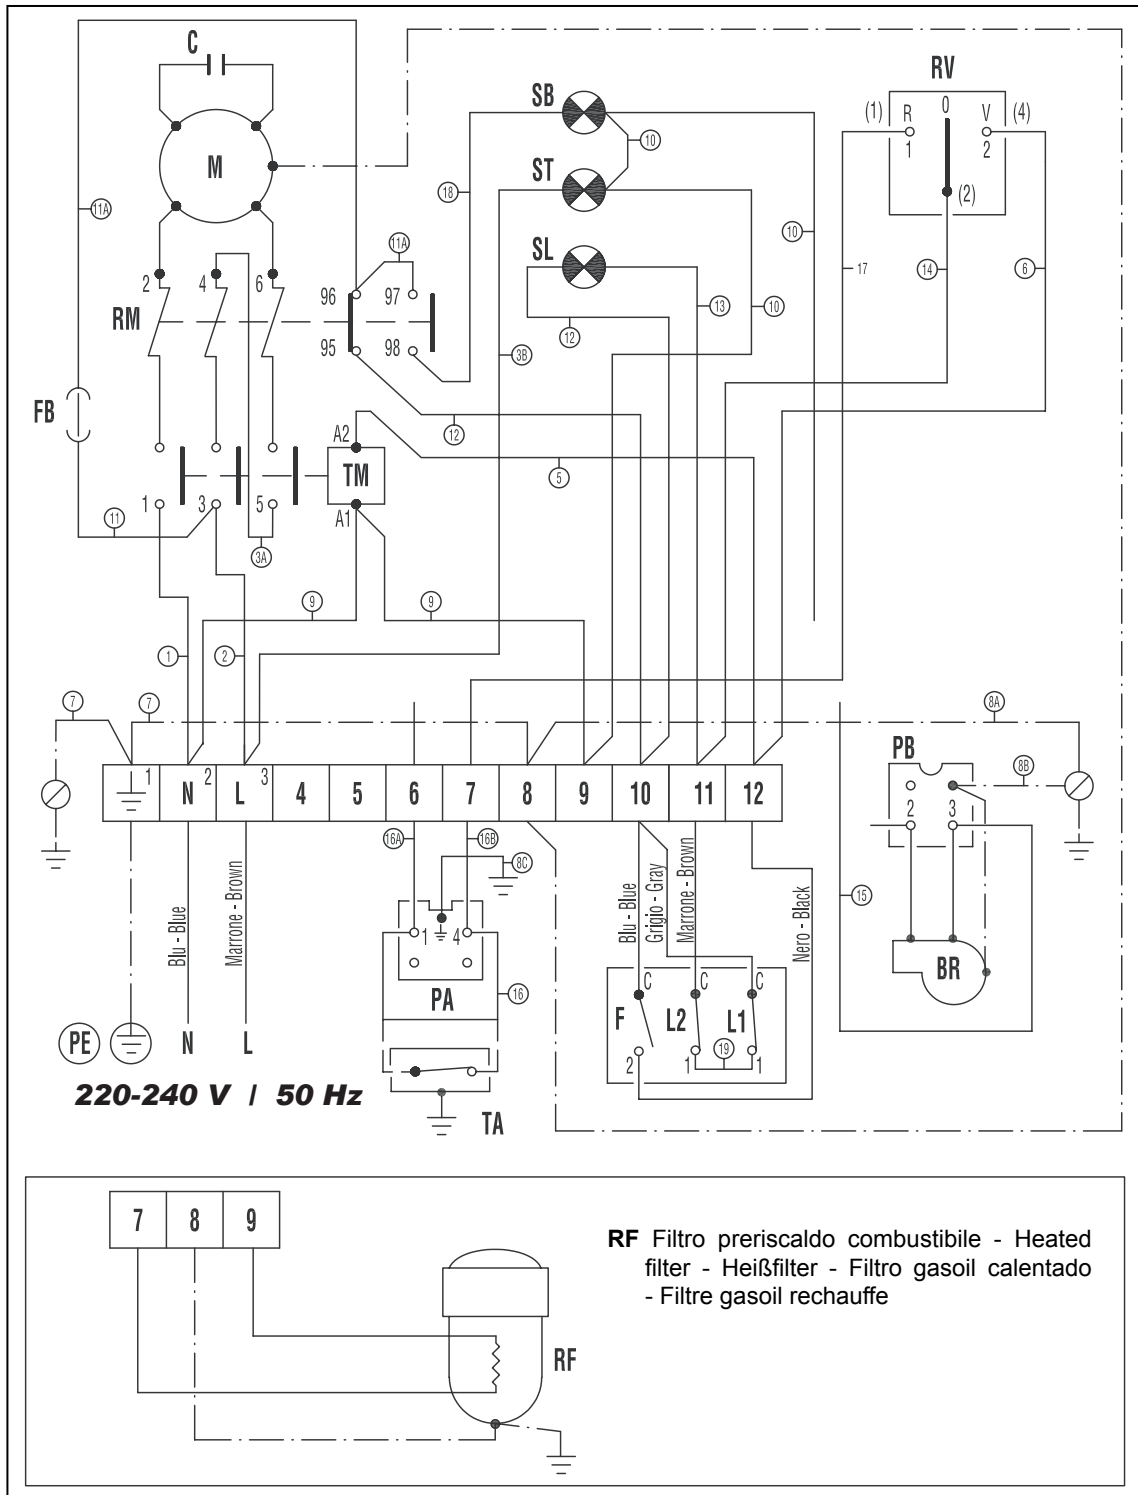 C
SB
RV
(1)
R
0
V
(4)
1
2
M
10
ST
(2)
18
11A
11A
10
SL
17
14
6
2
4
6
96
97
13
10
RM
12
95
98
3B
FB
A2
12
TM
5
1
3
5
A1
11
3A
9
9
1
2
7
7
8A
PB
8B
1
N
2
L
3
4
5
6
7
8
9
10
11
12
2
3
16A
16B
8C
Blu - Blue
Marrone - Brown
Blu - Blue
Grigio - Gray
Marrone - Brown
Nero - Black
15
1
4
BR
PA
16
C
C
C
F
L2
L1
19
2
1
1
PE
N
L
220-240 V / 50 Hz
TA
7
8
9
RF Filtro preriscaldo combustibile - Heated
filter - Heißfilter - Filtro gasoil calentado
- Filtre gasoil rechauffe
RF